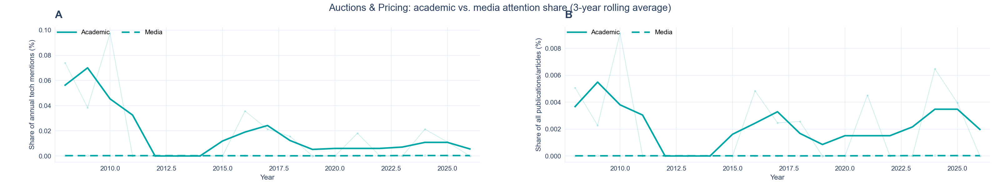 Auctions & Pricing: academic vs. media attention share (3-year rolling average)
A
Academic
Media
0.10
0.08
0.06
0.04
0.02
0.00
Share of annual tech mentions (%)
2010.0
2012.5
2015.0
2017.5
2020.0
2022.5
2025.0
Year
B
Academic
Media
0.008
0.006
0.004
0.002
0.000
Share of all publications/articles (%)
2010.0
2012.5
2015.0
2017.5
2020.0
2022.5
2025.0
Year